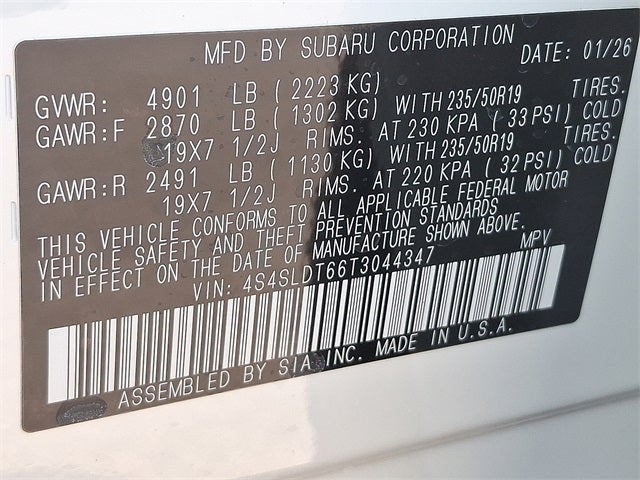 MFD BY SUBARU CORPORATION DATE: 01/26
GVWR: 4901 LB ( 2223 KG)
GAWR:F 2870 LB ( 1302 KG) WITH 235/50R19 TIRES.
19X7 1/2J RIMS. AT 230 KPA ( 33 PSI) COLD
GAWR:R 2491 LB ( 1130 KG) WITH 235/50R19 TIRES.
19X7 1/2J RIMS. AT 220 KPA ( 32 PSI) COLD
THIS VEHICLE CONFORMS TO ALL APPLICABLE FEDERAL MOTOR
VEHICLE SAFETY AND THEFT PREVENTION STANDARDS
IN EFFECT ON THE DATE OF MANUFACTURE SHOWN ABOVE.
VIN: 4S4SLDT66T3044347 MPV
ASSEMBLED BY SIA, INC. MADE IN U.S.A.